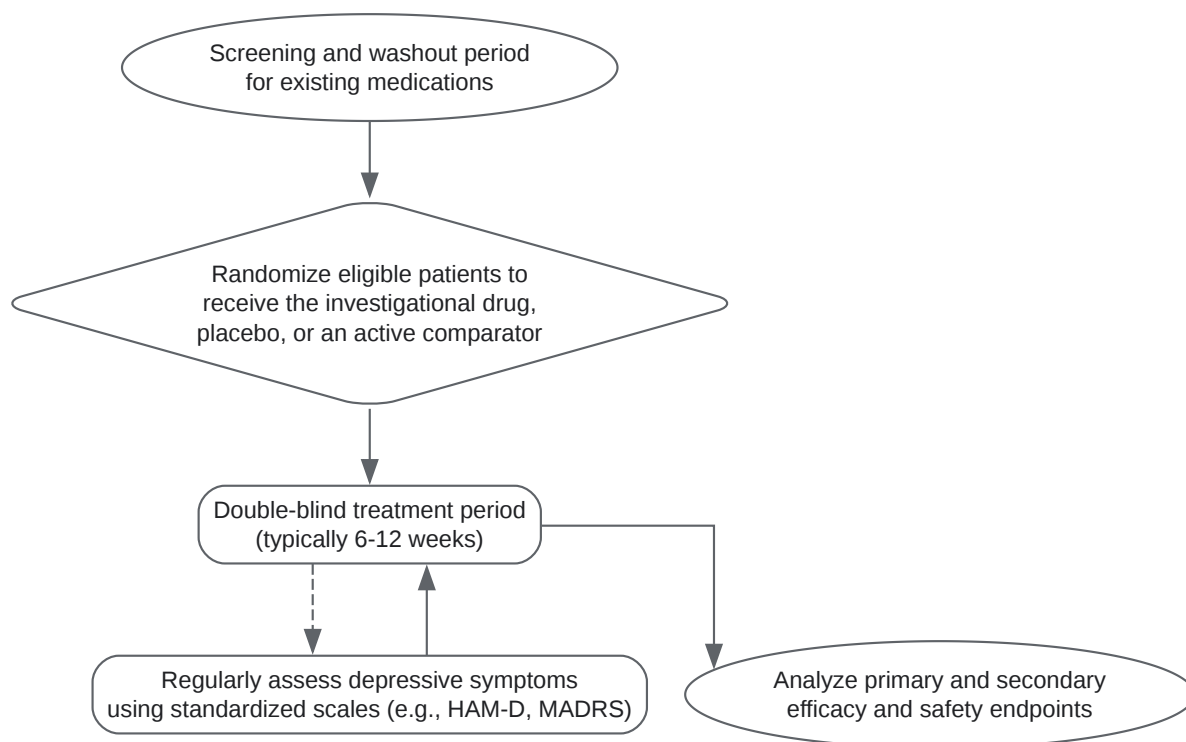 Screening and washout period
for existing medications
Randomize eligible patients to
receive the investigational drug,
placebo, or an active comparator
Double-blind treatment period
(typically 6-12 weeks)
Regularly assess depressive symptoms
using standardized scales (e.g., HAM-D, MADRS)
Analyze primary and secondary
efficacy and safety endpoints